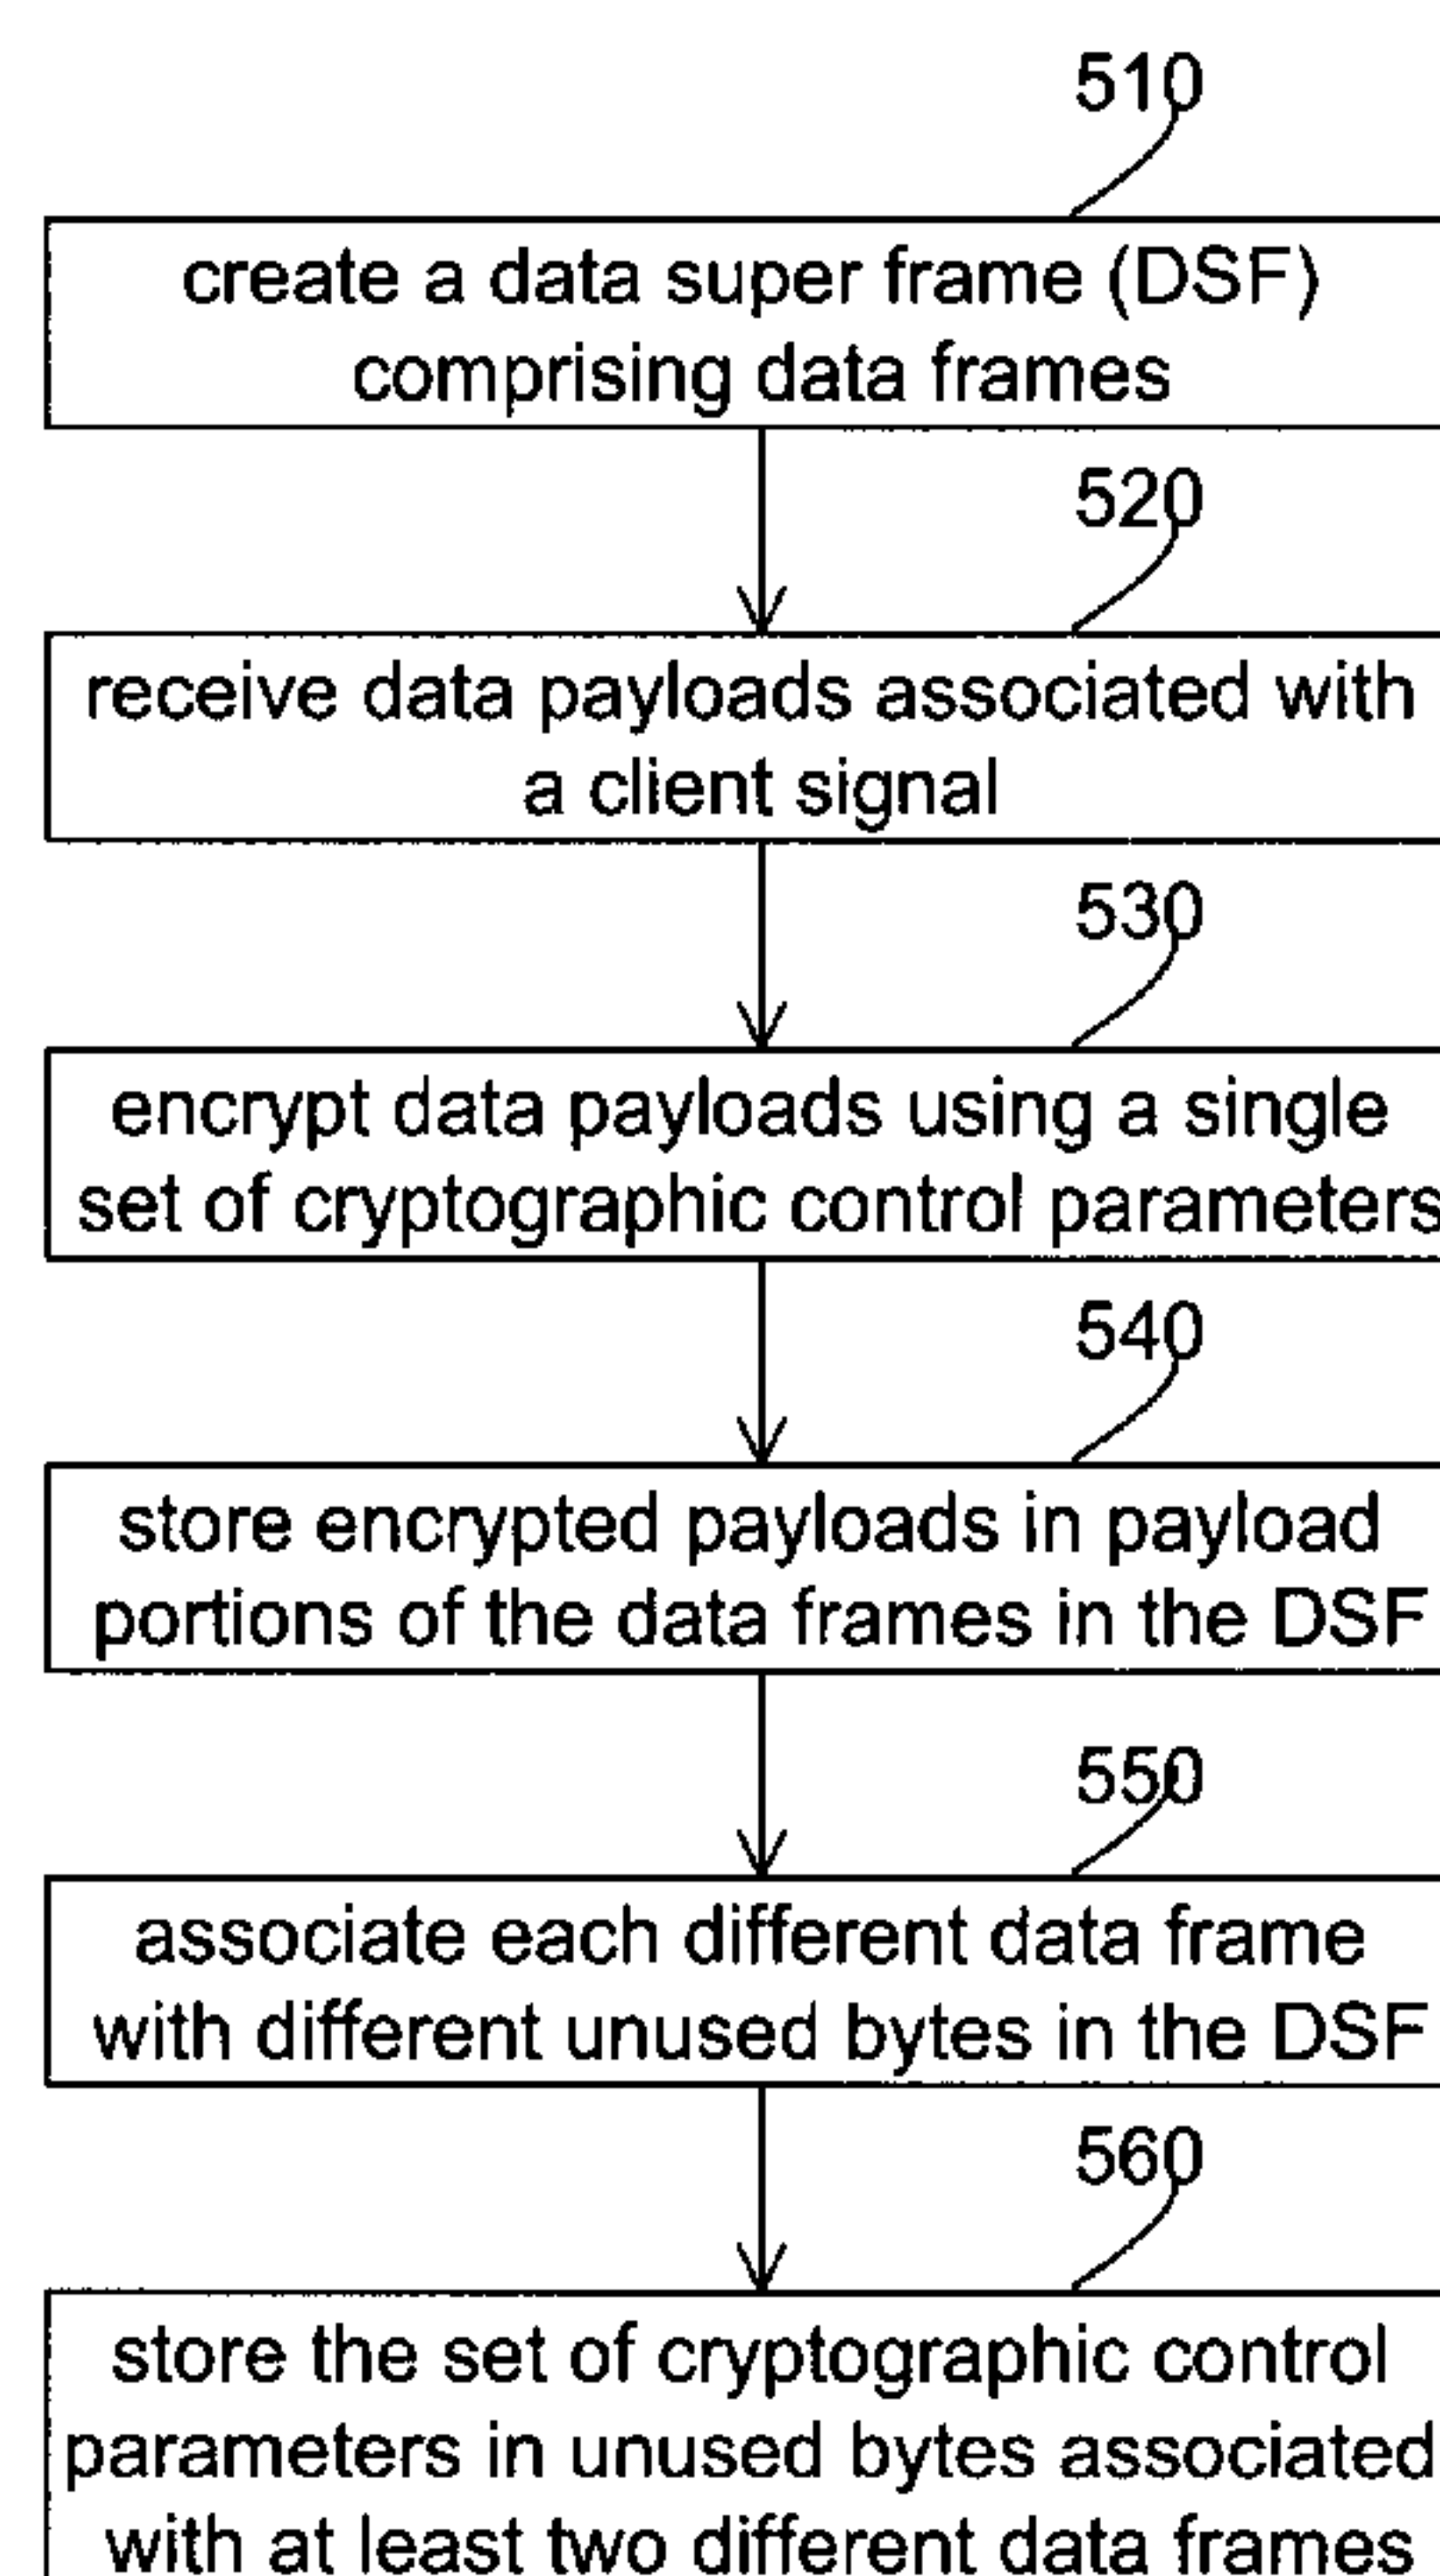 510
create a data super frame (DSF)
comprising data frames
520
receive data payloads associated with
a client signal
530
encrypt data payloads using a single
set of cryptographic control parameters
540
store encrypted payloads in payload
portions of the data frames in the DSF
550
associate each different data frame
with different unused bytes in the DSF
560
store the set of cryptographic control
parameters in unused bytes associated
with at least two different data frames